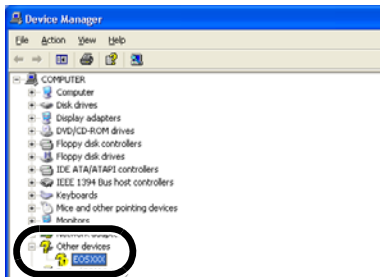 Device Manager
File Action View Help
COMPUTER
Computer
Disk drives
Display adapters
DVD/CD-ROM drives
Floppy disk controllers
Floppy disk drives
IDE ATA/ATAPI controllers
IEEE 1394 Bus host controllers
Keyboards
Mice and other pointing devices
Monitors
Other devices
EOSXXX